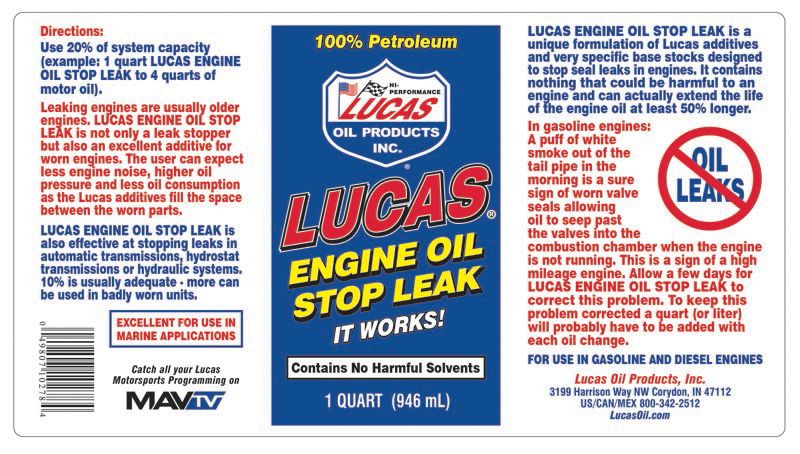 Directions:
Use 20% of system capacity
(example: 1 quart LUCAS ENGINE
OIL STOP LEAK to 4 quarts of
motor oil).
Leaking engines are usually older
engines. LUCAS ENGINE OIL STOP
LEAK is not only a leak stopper
but also an excellent additive for
worn engines. The user can expect
less engine noise, higher oil
pressure and less oil consumption
as the Lucas additives fill the space
between the worn parts.
LUCAS ENGINE OIL STOP LEAK is
also effective at stopping leaks in
automatic transmissions, hydrostat
transmissions or hydraulic systems.
10% is usually adequate - more can
be used in badly worn units.
EXCELLENT FOR USE IN
MARINE APPLICATIONS
Catch all your Lucas
Motorsports Programming on
MAVTV
0 49807 10278 4
100% Petroleum
HI-
PERFORMANCE
LUCAS
OIL PRODUCTS
INC.
®
LUCAS®
ENGINE OIL
STOP LEAK
IT WORKS!
Contains No Harmful Solvents
1 QUART (946 mL)
LUCAS ENGINE OIL STOP LEAK is a
unique formulation of Lucas additives
and very specific base stocks designed
to stop seal leaks in engines. It contains
nothing that could be harmful to an
engine and can actually extend the life
of the engine oil at least 50% longer.
In gasoline engines:
A puff of white
smoke out of the
tail pipe in the
morning is a sure
sign of worn valve
seals allowing
oil to seep past
the valves into the
combustion chamber when the engine
is not running. This is a sign of a high
mileage engine. Allow a few days for
LUCAS ENGINE OIL STOP LEAK to
correct this problem. To keep this
problem corrected a quart (or liter)
will probably have to be added with
each oil change.
OIL
LEAKS
FOR USE IN GASOLINE AND DIESEL ENGINES
Lucas Oil Products, Inc.
3199 Harrison Way NW Corydon, IN 47112
US/CAN/MEX 800-342-2512
LucasOil.com